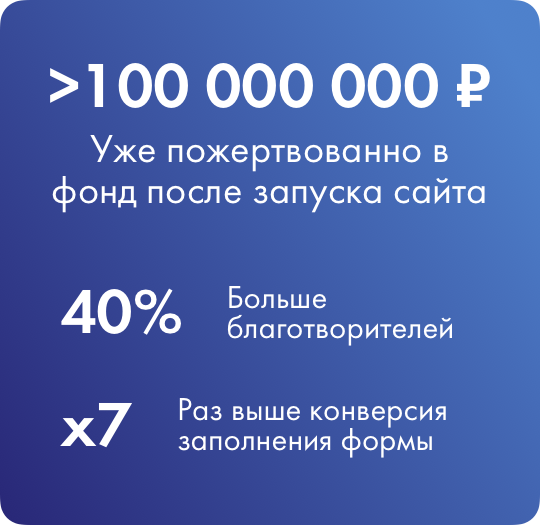 >100 000 000 ₽
Уже пожертвованно в
фонд после запуска сайта
40%
Больше
благотворителей
x7
Раз выше конверсия
заполнения формы